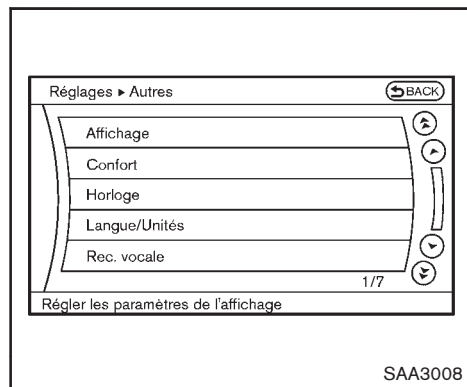 Réglages ▸ Autres
BACK
Affichage
Confort
Horloge
Langue/Unités
Rec. vocale
1/7
Régler les paramètres de l'affichage
SAA3008